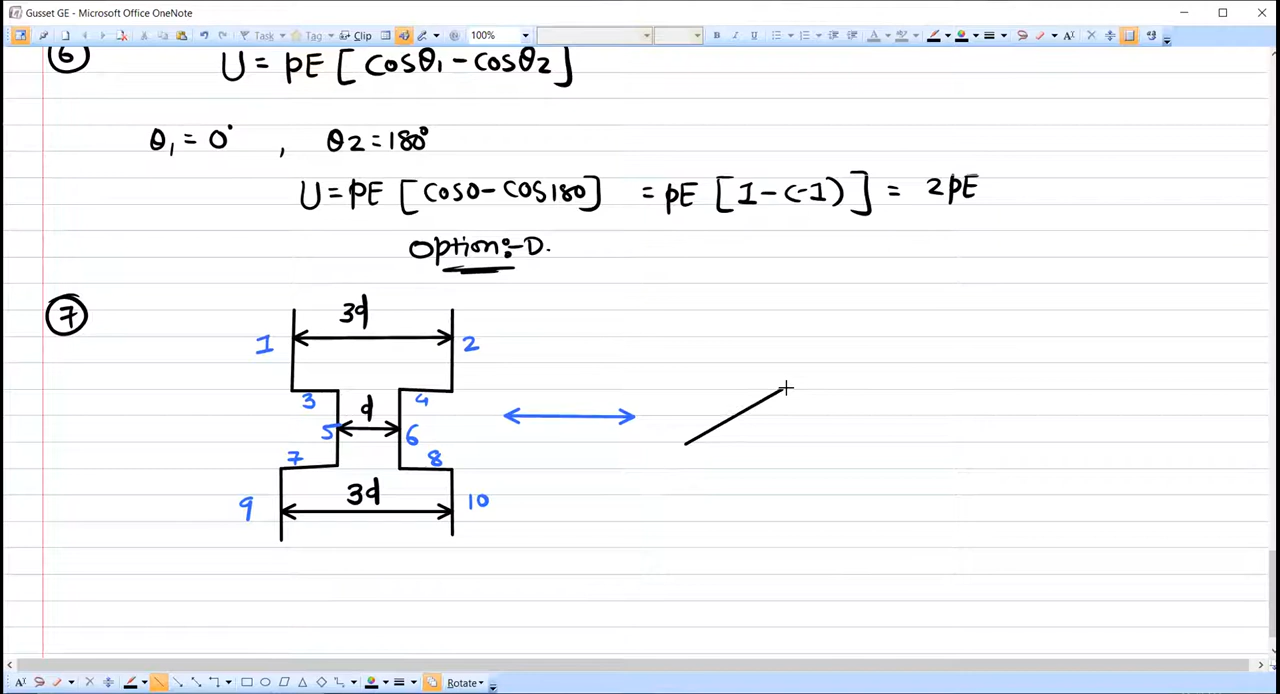 Gusset GE - Microsoft Office OneNote
Task Tag Clip 100%
6 U = PE [cosθ1 - cosθ2]
θ1 = 0° , θ2 = 180°
U = PE [cos0 - cos180] = PE [1 - (-1)] = 2PE
Option:- D.
7
3d
1 2
3 4
d
5 6
7 8
3d
9 10
Rotate